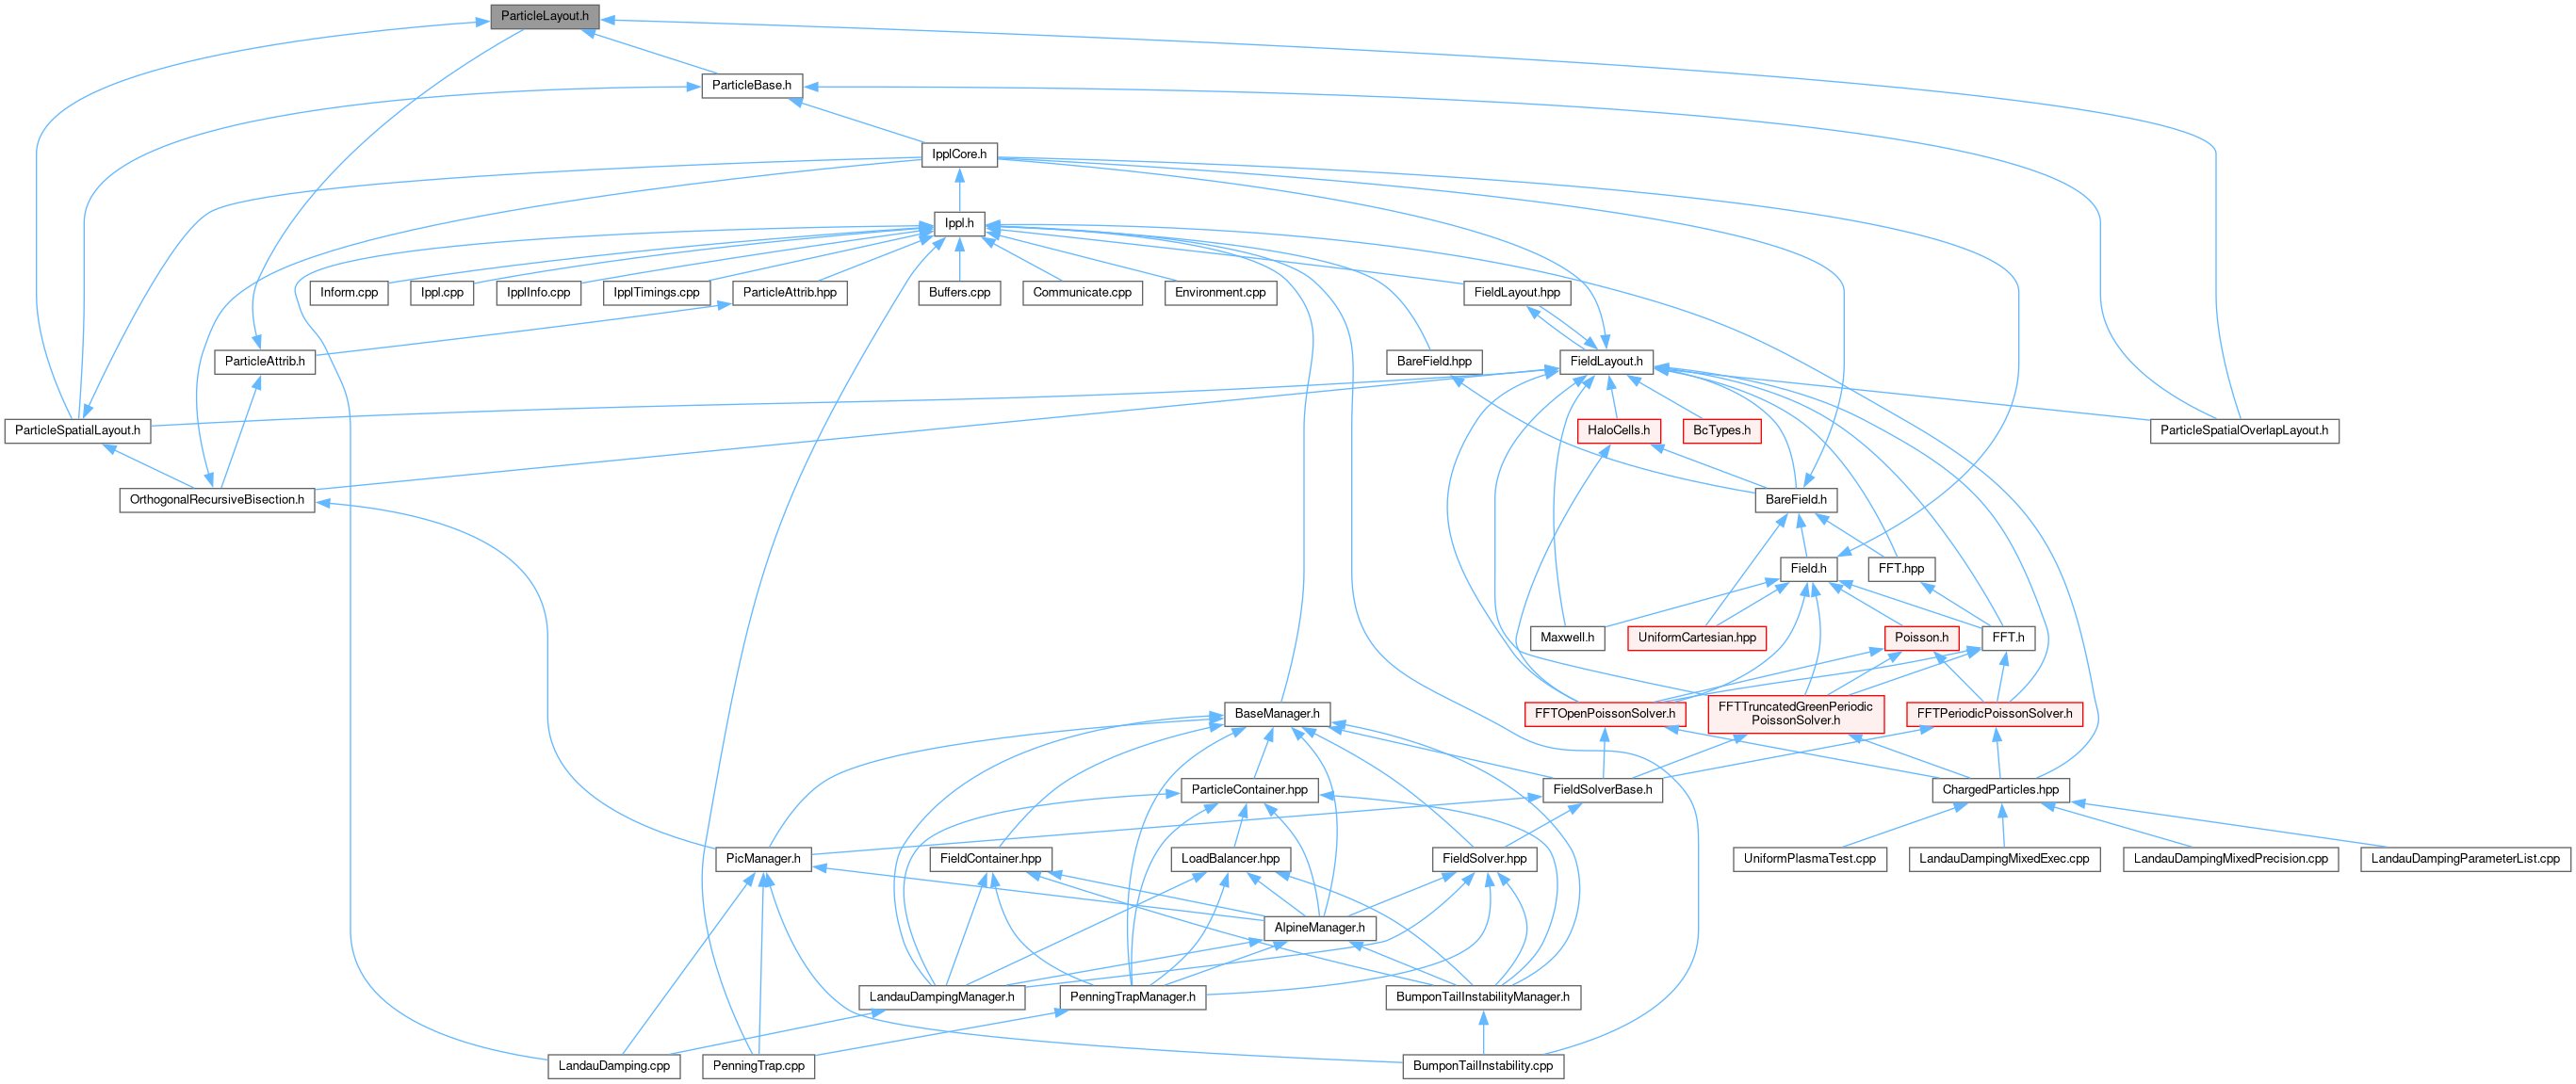 ParticleLayout.h
ParticleBase.h
IpplCore.h
Ippl.h
Inform.cpp
Ippl.cpp
IpplInfo.cpp
IpplTimings.cpp
ParticleAttrib.hpp
Buffers.cpp
Communicate.cpp
Environment.cpp
FieldLayout.hpp
ParticleAttrib.h
BareField.hpp
FieldLayout.h
ParticleSpatialLayout.h
HaloCells.h
BcTypes.h
ParticleSpatialOverlapLayout.h
OrthogonalRecursiveBisection.h
BareField.h
Field.h
FFT.hpp
Maxwell.h
UniformCartesian.hpp
Poisson.h
FFT.h
BaseManager.h
FFTOpenPoissonSolver.h
FFTTruncatedGreenPeriodic
PoissonSolver.h
FFTPeriodicPoissonSolver.h
ParticleContainer.hpp
FieldSolverBase.h
ChargedParticles.hpp
PicManager.h
FieldContainer.hpp
LoadBalancer.hpp
FieldSolver.hpp
UniformPlasmaTest.cpp
LandauDampingMixedExec.cpp
LandauDampingMixedPrecision.cpp
LandauDampingParameterList.cpp
AlpineManager.h
LandauDampingManager.h
PenningTrapManager.h
BumponTailInstabilityManager.h
LandauDamping.cpp
PenningTrap.cpp
BumponTailInstability.cpp